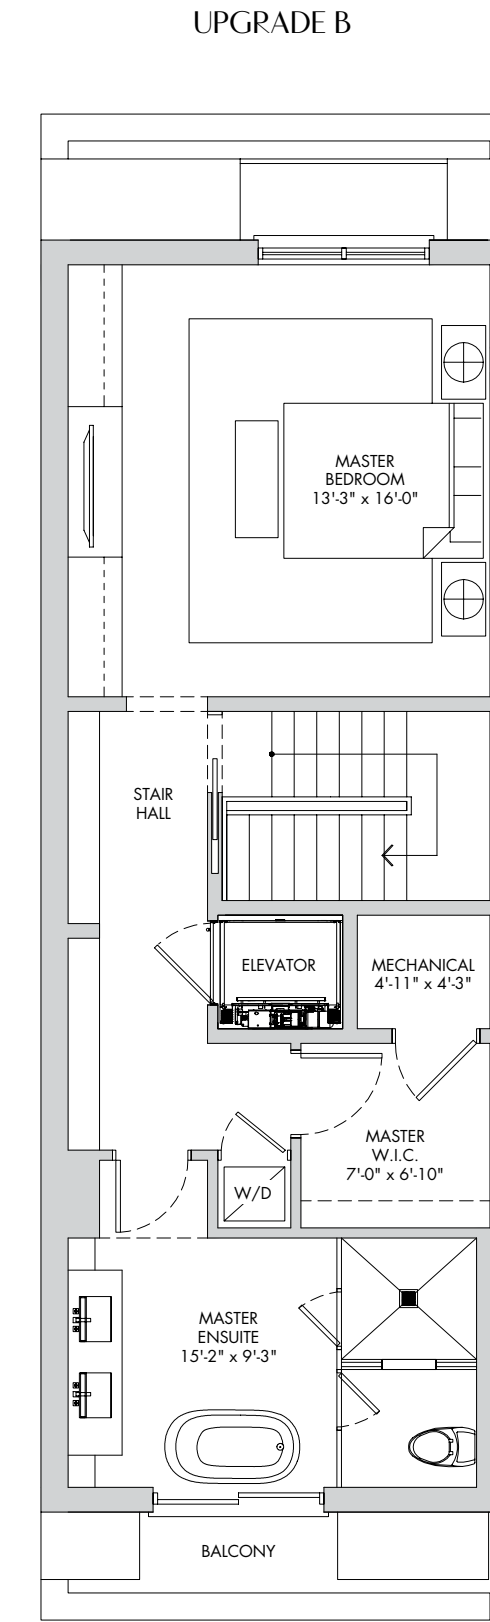 UPGRADE B
MASTER
BEDROOM
13'-3" x 16'-0"
STAIR
HALL
ELEVATOR
MECHANICAL
4'-11" x 4'-3"
MASTER
W.I.C.
7'-0" x 6'-10"
W/D
MASTER
ENSUITE
15'-2" x 9'-3"
BALCONY